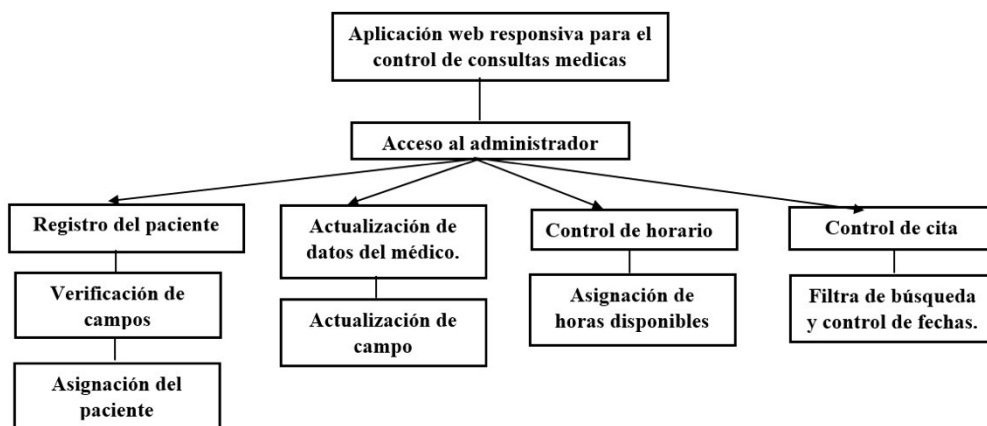 Aplicación web responsiva para el
control de consultas medicas
Acceso al administrador
Registro del paciente
Verificación de
campos
Asignación del
paciente
Actualización de
datos del médico.
Actualización de
campo
Control de horario
Asignación de
horas disponibles
Control de cita
Filtra de búsqueda
y control de fechas.